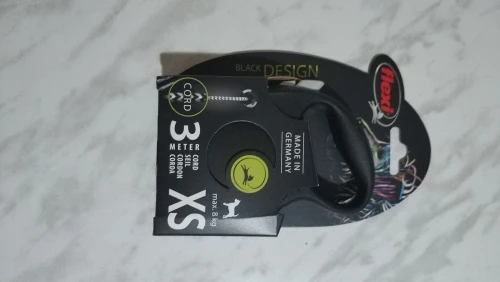 flexi
BLACK DESIGN
CORD
3
METER
CORD
SEIL
CORDON
CORDA
XS
max. 8 kg
MADE IN
GERMANY